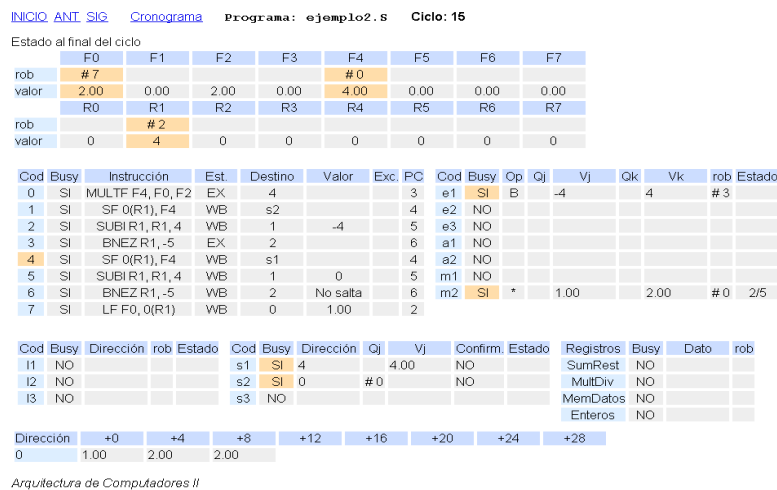 INICIO ANT SIG Cronograma Programa: ejemplo2.S Ciclo: 15
Estado al final del ciclo
F0 F1 F2 F3 F4 F5 F6 F7
rob # 7 # 0
valor 2.00 0.00 2.00 0.00 4.00 0.00 0.00 0.00
R0 R1 R2 R3 R4 R5 R6 R7
rob # 2
valor 0 4 0 0 0 0 0 0
Cod Busy Instrucción Est. Destino Valor Exc. PC
0 SI MULTF F4, F0, F2 EX 4 3
1 SI SF 0(R1), F4 WB s2 4
2 SI SUBI R1, R1, 4 WB 1 -4 5
3 SI BNEZ R1, -5 EX 2 6
4 SI SF 0(R1), F4 WB s1 4
5 SI SUBI R1, R1, 4 WB 1 0 5
6 SI BNEZ R1, -5 WB 2 No salta 6
7 SI LF F0, 0(R1) WB 0 1.00 2
Cod Busy Op Qj Vj Qk Vk rob Estado
e1 SI B -4 4 # 3
e2 NO
e3 NO
a1 NO
a2 NO
m1 NO
m2 SI * 1.00 2.00 # 0 2/5
Cod Busy Dirección rob Estado
l1 NO
l2 NO
l3 NO
Cod Busy Dirección Qj Vj Confirm. Estado
s1 SI 4 4.00 NO
s2 SI 0 # 0 NO
s3 NO
Registros Busy Dato rob
SumRest NO
MultDiv NO
MemDatos NO
Enteros NO
Dirección +0 +4 +8 +12 +16 +20 +24 +28
0 1.00 2.00 2.00
Arquitectura de Computadores II